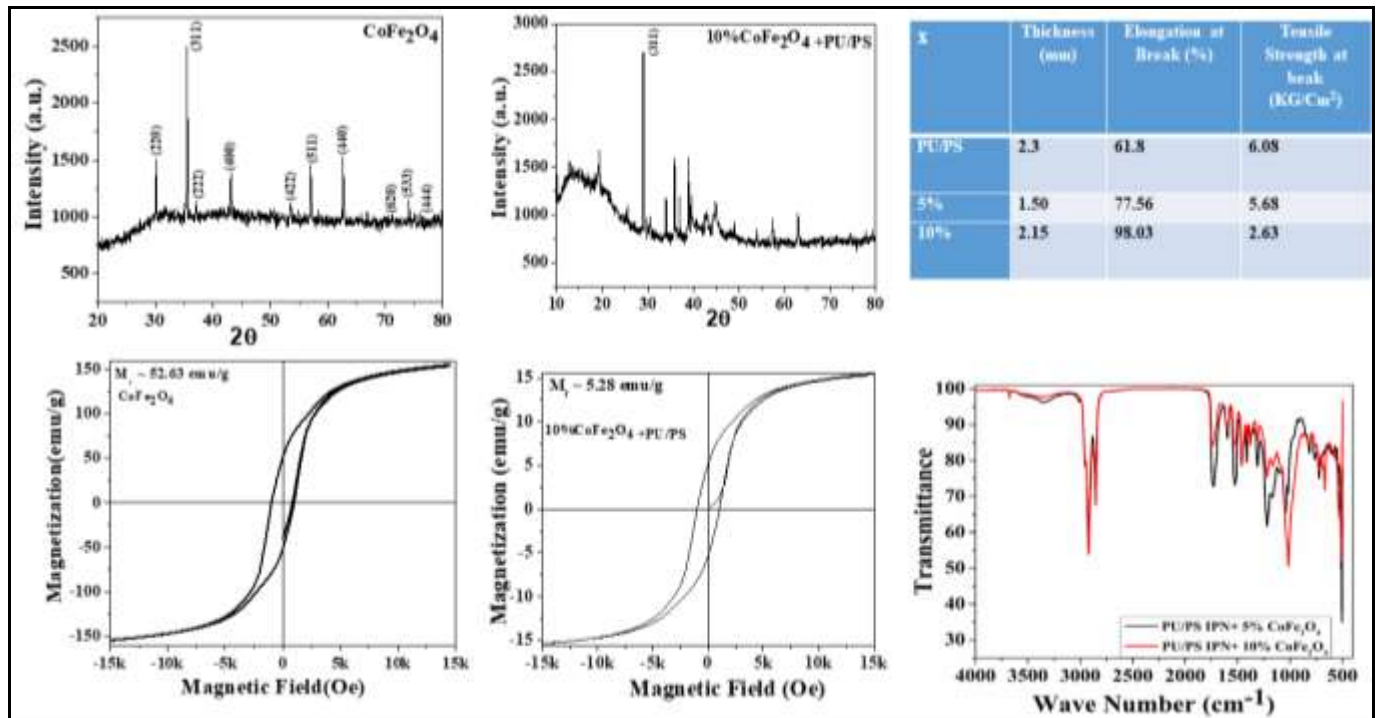 CoFe2O4
Intensity (a.u.)
2500
2000
1500
1000
500
(220)
(311)
(222)
(400)
(422)
(511)
(440)
(620)
(533)
(444)
20 30 40 50 60 70 80
2θ
10%CoFe2O4 +PU/PS
Intensity (a.u.)
3000
2500
2000
1500
1000
500
(311)
10 20 30 40 50 60 70 80
2θ
X Thickness (mm) Elongation at Break (%) Tensile Strength at beak (KG/Cm2)
PU/PS 2.3 61.8 6.08
5% 1.50 77.56 5.68
10% 2.15 98.03 2.63
Mr ~ 52.63 emu/g
CoFe2O4
Magnetization(emu/g)
150
100
50
0
-50
-100
-150
-15k -10k -5k 0 5k 10k 15k
Magnetic Field(Oe)
Mr ~ 5.28 emu/g
10%CoFe2O4 +PU/PS
Magnetization (emu/g)
15
10
5
0
-5
-10
-15
-15k -10k -5k 0 5k 10k 15k
Magnetic Field (Oe)
Transmittance
100
90
80
70
60
50
40
30
PU/PS IPN+ 5% CoFe2O4
PU/PS IPN+ 10% CoFe2O4
4000 3500 3000 2500 2000 1500 1000 500
Wave Number (cm-1)